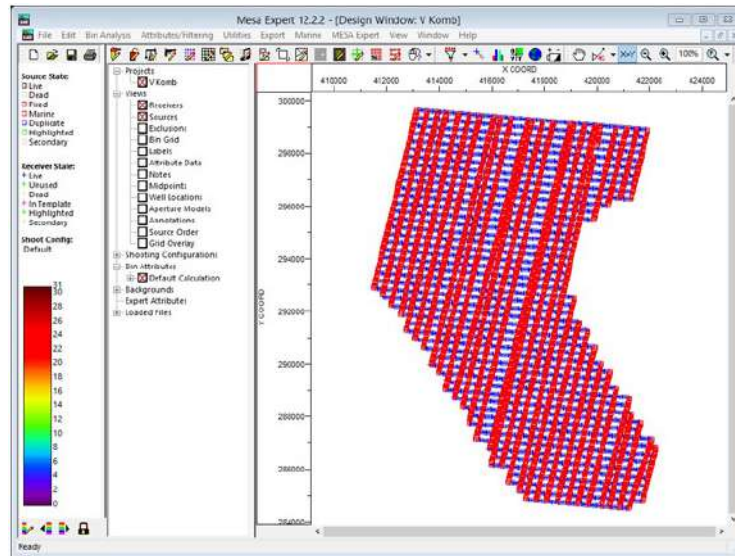 Mesa Expert 12.2.2 - [Design Window: V Komb]
File Edit Bin Analysis Attributes/Filtering Utilities Export Marine MESA Expert View Window Help
100%
Source State:
Live
Dead
Fixed
Marine
Duplicate
Highlighted
Secondary
Receiver State:
Live
Unused
Dead
In Template
Highlighted
Secondary
Shoot Config:
Default
31
30
28
26
24
22
20
18
16
14
12
10
8
6
4
2
0
Projects
V Komb
Views
Receivers
Sources
Exclusions
Bin Grid
Labels
Attribute Data
Notes
Midpoints
Well Locations
Aperture Models
Annotations
Source Order
Grid Overlay
Shooting Configurations
Bin Attributes
Default Calculation
Backgrounds
Expert Attributes
Loaded Files
X COORD
410000 412000 414000 416000 418000 420000 422000 424000
Y COORD
300000
298000
296000
294000
292000
290000
288000
286000
284000
Ready